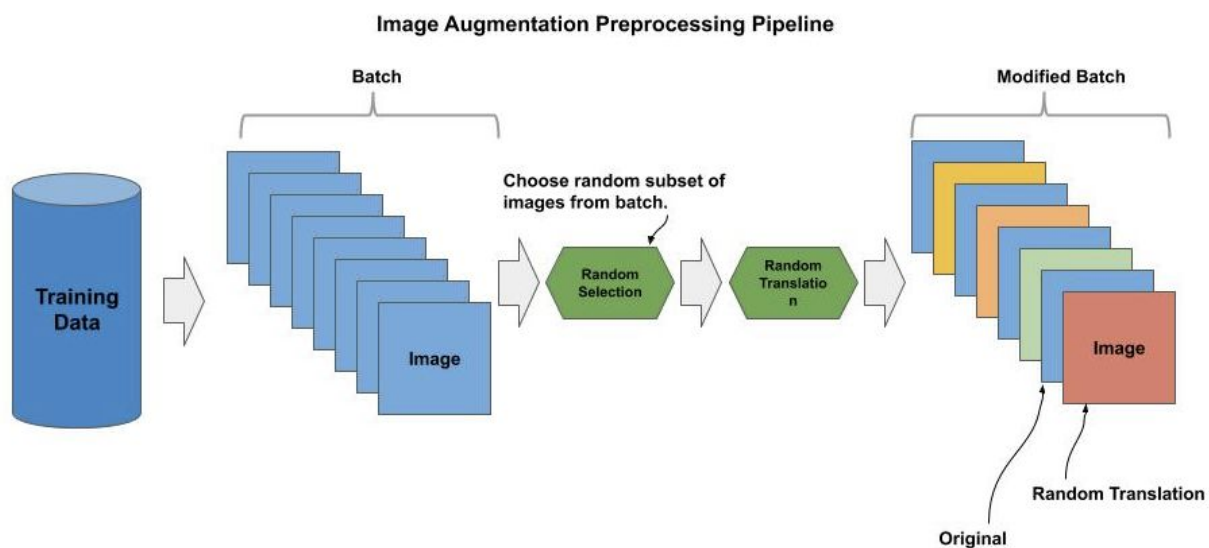 Image Augmentation Preprocessing Pipeline
Batch
Modified Batch
Choose random subset of
images from batch.
Training
Data
Image
Random
Selection
Random
Translatio
n
Image
Random Translation
Original